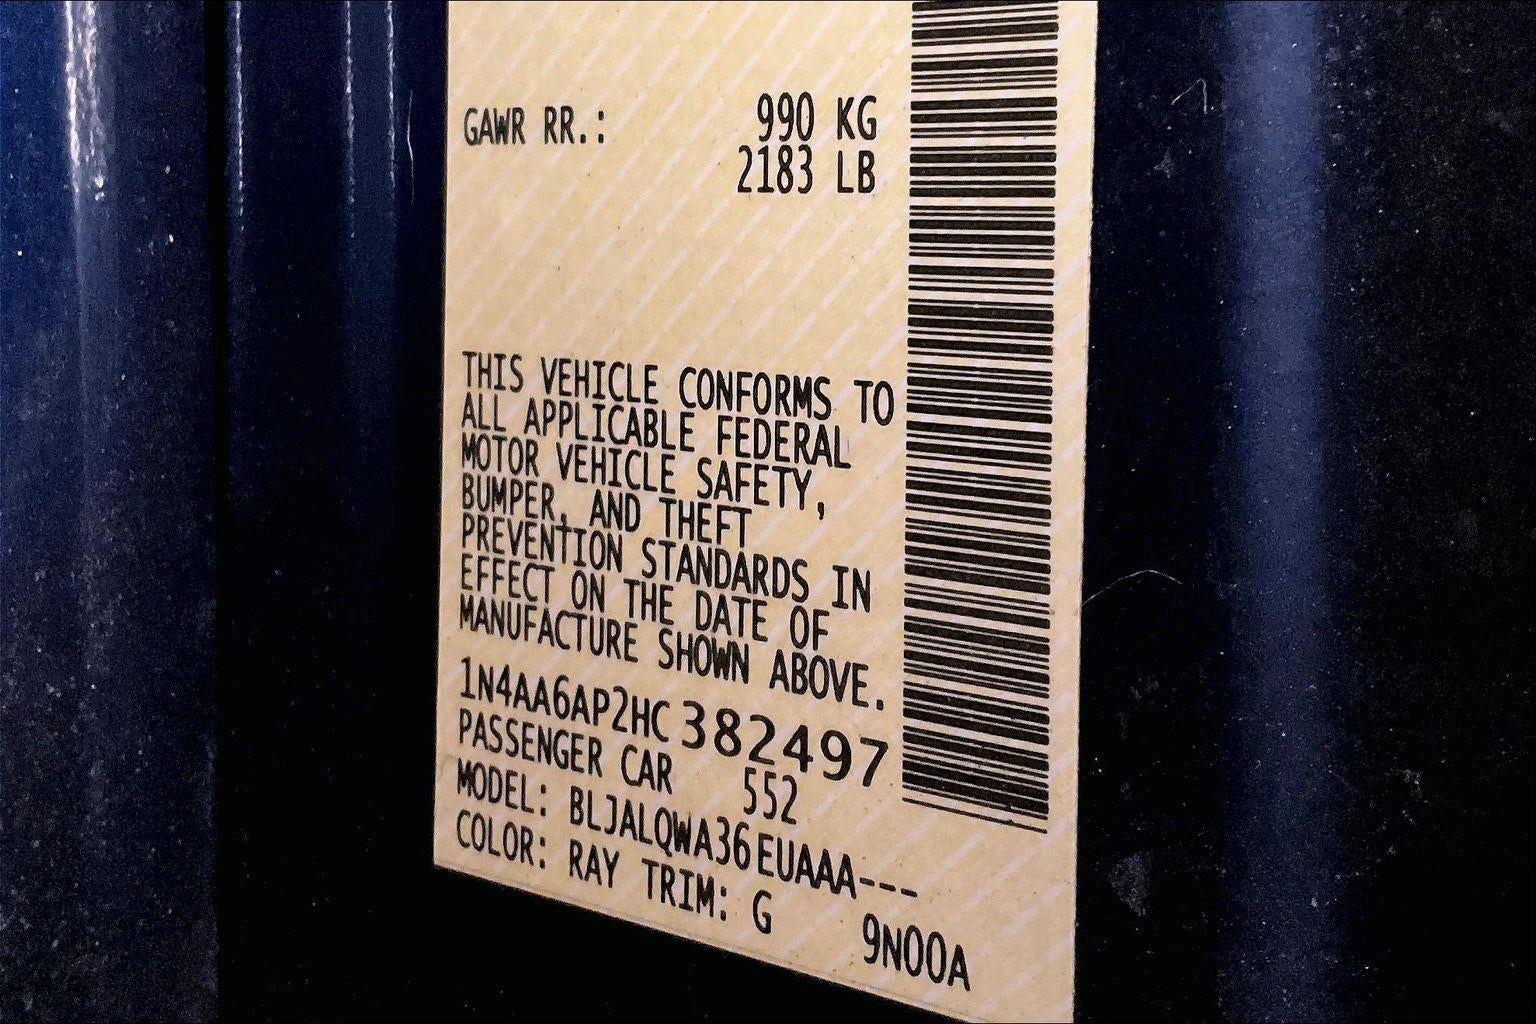 GAWR RR.: 990 KG
2183 LB
THIS VEHICLE CONFORMS TO
ALL APPLICABLE FEDERAL
MOTOR VEHICLE SAFETY,
BUMPER, AND THEFT
PREVENTION STANDARDS IN
EFFECT ON THE DATE OF
MANUFACTURE SHOWN ABOVE.
1N4AA6AP2HC 382497
PASSENGER CAR 552
MODEL: BLJALQWA36EUAAA---
COLOR: RAY TRIM: G 9N00A